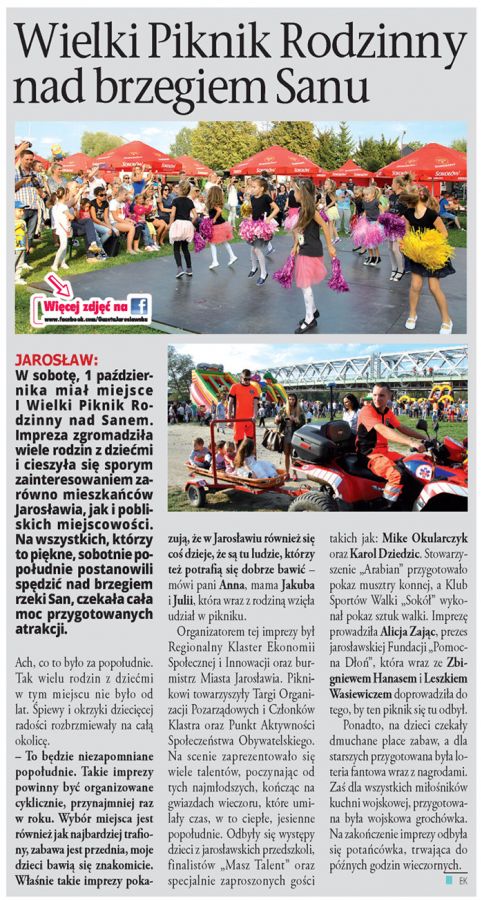 Wielki Piknik Rodzinny
nad brzegiem Sanu
Więcej zdjęć na f
www.facebook.com/GazetaJaroslawska
JAROSŁAW:
W sobotę, 1 paździer-
nika miał miejsce
I Wielki Piknik Ro-
dzinny nad Sanem.
Impreza zgromadziła
wiele rodzin z dziećmi
i cieszyła się sporym
zainteresowaniem za-
równo mieszkańców
Jarosławia, jak i pobli-
skich miejscowości.
Na wszystkich, którzy
to piękne, sobotnie po-
południe postanowili
spędzić nad brzegiem
rzeki San, czekała cała
moc przygotowanych
atrakcji.
Ach, co to było za popołudnie.
Tak wielu rodzin z dziećmi
w tym miejscu nie było od
lat. Śpiewy i okrzyki dziecięcej
radości rozbrzmiewały na całą
okolicę.
– To będzie niezapomniane
popołudnie. Takie imprezy
powinny być organizowane
cyklicznie, przynajmniej raz
w roku. Wybór miejsca jest
również jak najbardziej trafio-
ny, zabawa jest przednia, moje
dzieci bawią się znakomicie.
Właśnie takie imprezy poka-
zują, że w Jarosławiu również się
coś dzieje, że są tu ludzie, którzy
też potrafią się dobrze bawić –
mówi pani Anna, mama Jakuba
i Julii, która wraz z rodziną wzięła
udział w pikniku.
Organizatorem tej imprezy był
Regionalny Klaster Ekonomii
Społecznej i Innowacji oraz bur-
mistrz Miasta Jarosławia. Pik-
nikowi towarzyszyły Targi Organi-
zacji Pozarządowych i Członków
Klastra oraz Punkt Aktywności
Społeczeństwa Obywatelskiego.
Na scenie zaprezentowało się
wiele talentów, poczynając od
tych najmłodszych, kończąc na
gwiazdach wieczoru, które umi-
lały czas, w to ciepłe, jesienne
popołudnie. Odbyły się występy
dzieci z jarosławskich przedszkoli,
finalistów „Masz Talent” oraz
specjalnie zaproszonych gości
takich jak: Mike Okularczyk
oraz Karol Dziedzic. Stowarzy-
szenie „Arabian” przygotowało
pokaz musztry konnej, a Klub
Sportów Walki „Sokół” wyko-
nał pokaz sztuk walki. Imprezę
prowadziła Alicja Zając, prezes
jarosławskiej Fundacji „Pomoc-
na Dłoń”, która wraz ze Zbi-
gniewem Hanasem i Leszkiem
Wasiewiczem doprowadziła do
tego, by ten piknik się tu odbył.
Ponadto, na dzieci czekały
dmuchane place zabaw, a dla
starszych przygotowana była lo-
teria fantowa wraz z nagrodami.
Zaś dla wszystkich miłośników
kuchni wojskowej, przygotowa-
na była wojskowa grochówka.
Na zakończenie imprezy odbyła
się potańcówka, trwająca do
późnych godzin wieczornych.
EK